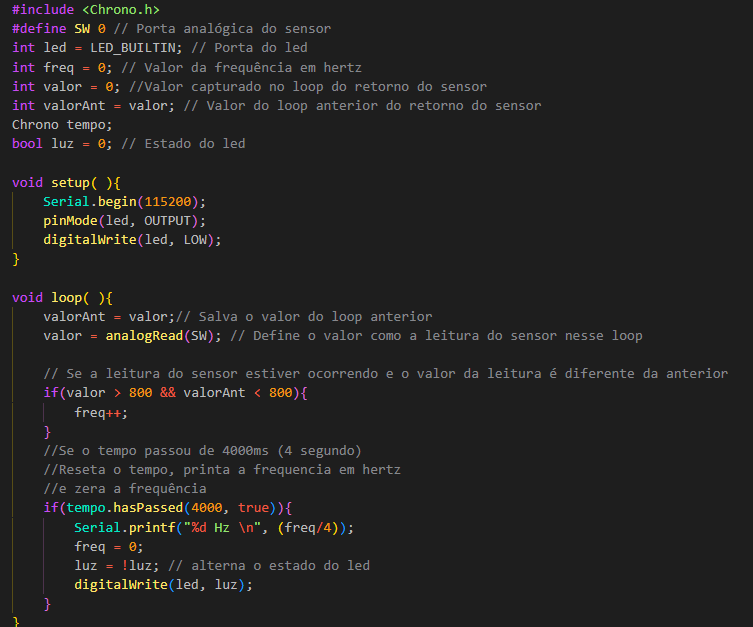 #include <Chrono.h>
#define SW 0 // Porta analógica do sensor
int led = LED_BUILTIN; // Porta do led
int freq = 0; // Valor da frequência em hertz
int valor = 0; //Valor capturado no loop do retorno do sensor
int valorAnt = valor; // Valor do loop anterior do retorno do sensor
Chrono tempo;
bool luz = 0; // Estado do led
void setup( ){
Serial.begin(115200);
pinMode(led, OUTPUT);
digitalWrite(led, LOW);
}
void loop( ){
valorAnt = valor;// Salva o valor do loop anterior
valor = analogRead(SW); // Define o valor como a leitura do sensor nesse loop
// Se a leitura do sensor estiver ocorrendo e o valor da leitura é diferente da anterior
if(valor > 800 && valorAnt < 800){
freq++;
}
//Se o tempo passou de 4000ms (4 segundo)
//Reseta o tempo, printa a frequencia em hertz
//e zera a frequência
if(tempo.hasPassed(4000, true)){
Serial.printf("%d Hz \n", (freq/4));
freq = 0;
luz = !luz; // alterna o estado do led
digitalWrite(led, luz);
}
}